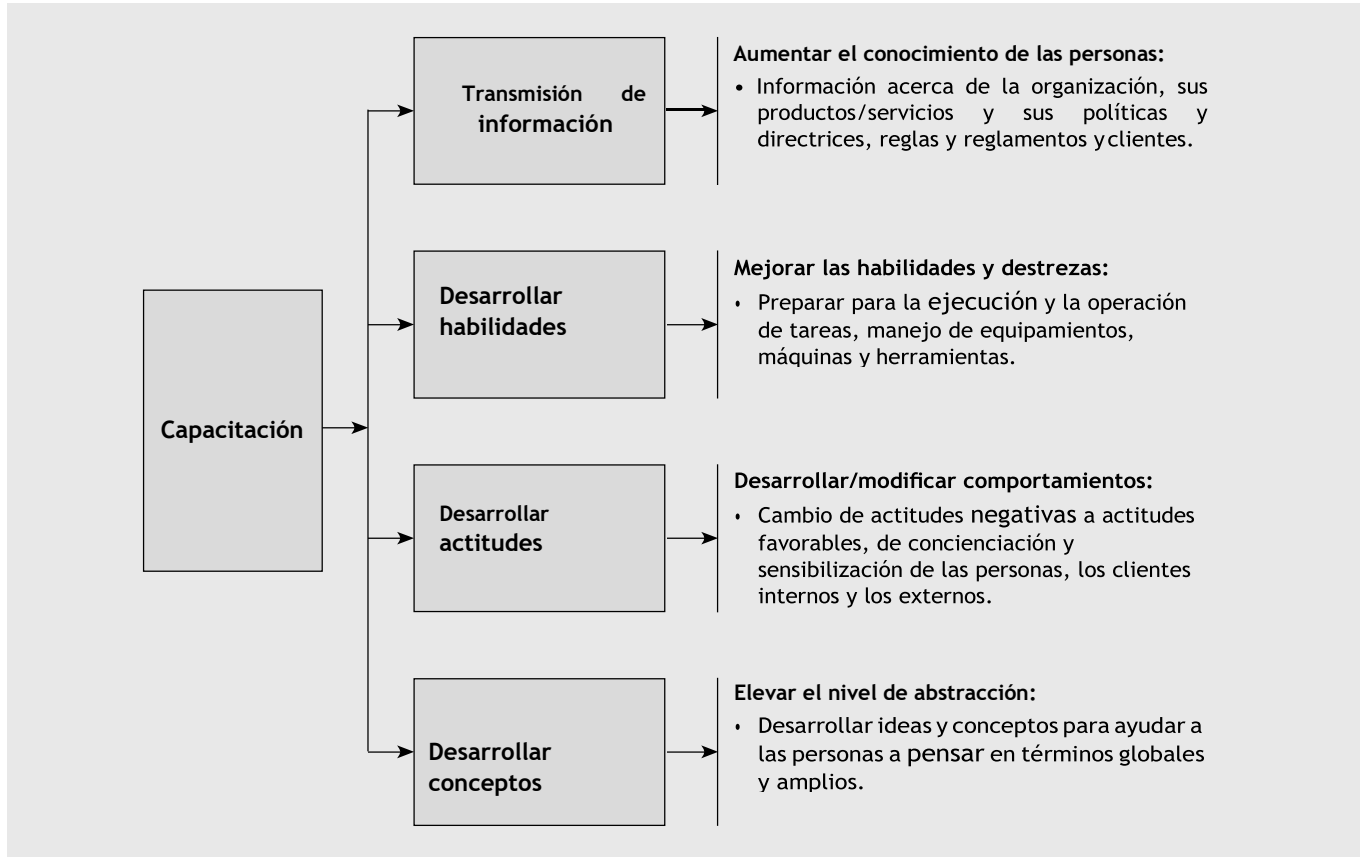 Transmisión de
información
Aumentar el conocimiento de las personas:
• Información acerca de la organización, sus
productos/servicios y sus políticas y
directrices, reglas y reglamentos y clientes.
Desarrollar
habilidades
Mejorar las habilidades y destrezas:
• Preparar para la ejecución y la operación
de tareas, manejo de equipamientos,
máquinas y herramientas.
Capacitación
Desarrollar
actitudes
Desarrollar/modificar comportamientos:
• Cambio de actitudes negativas a actitudes
favorables, de concienciación y
sensibilización de las personas, los clientes
internos y los externos.
Desarrollar
conceptos
Elevar el nivel de abstracción:
• Desarrollar ideas y conceptos para ayudar a
las personas a pensar en términos globales
y amplios.